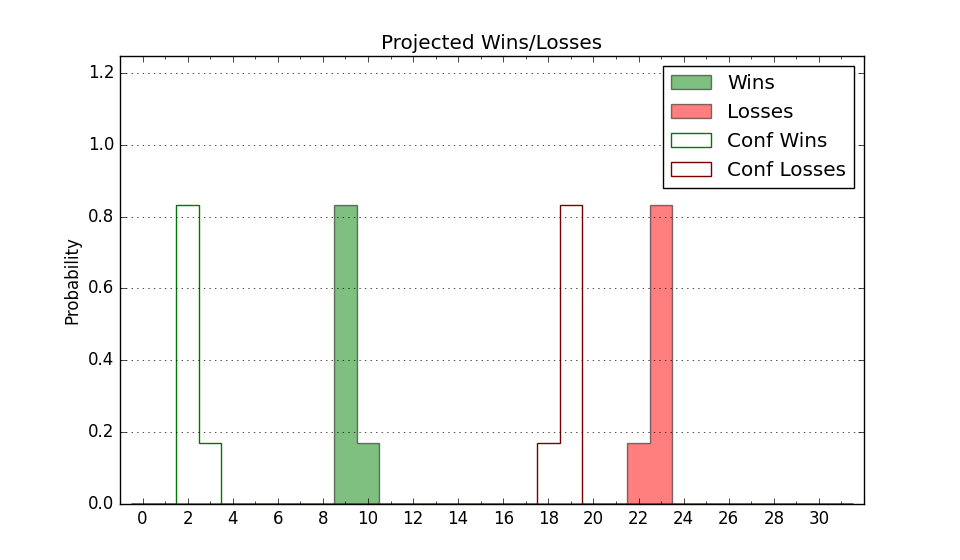 Projected Wins/Losses
1.2
1.0
0.8
0.6
0.4
0.2
0.0
Probability
Wins
Losses
Conf Wins
Conf Losses
0 2 4 6 8 10 12 14 16 18 20 22 24 26 28 30